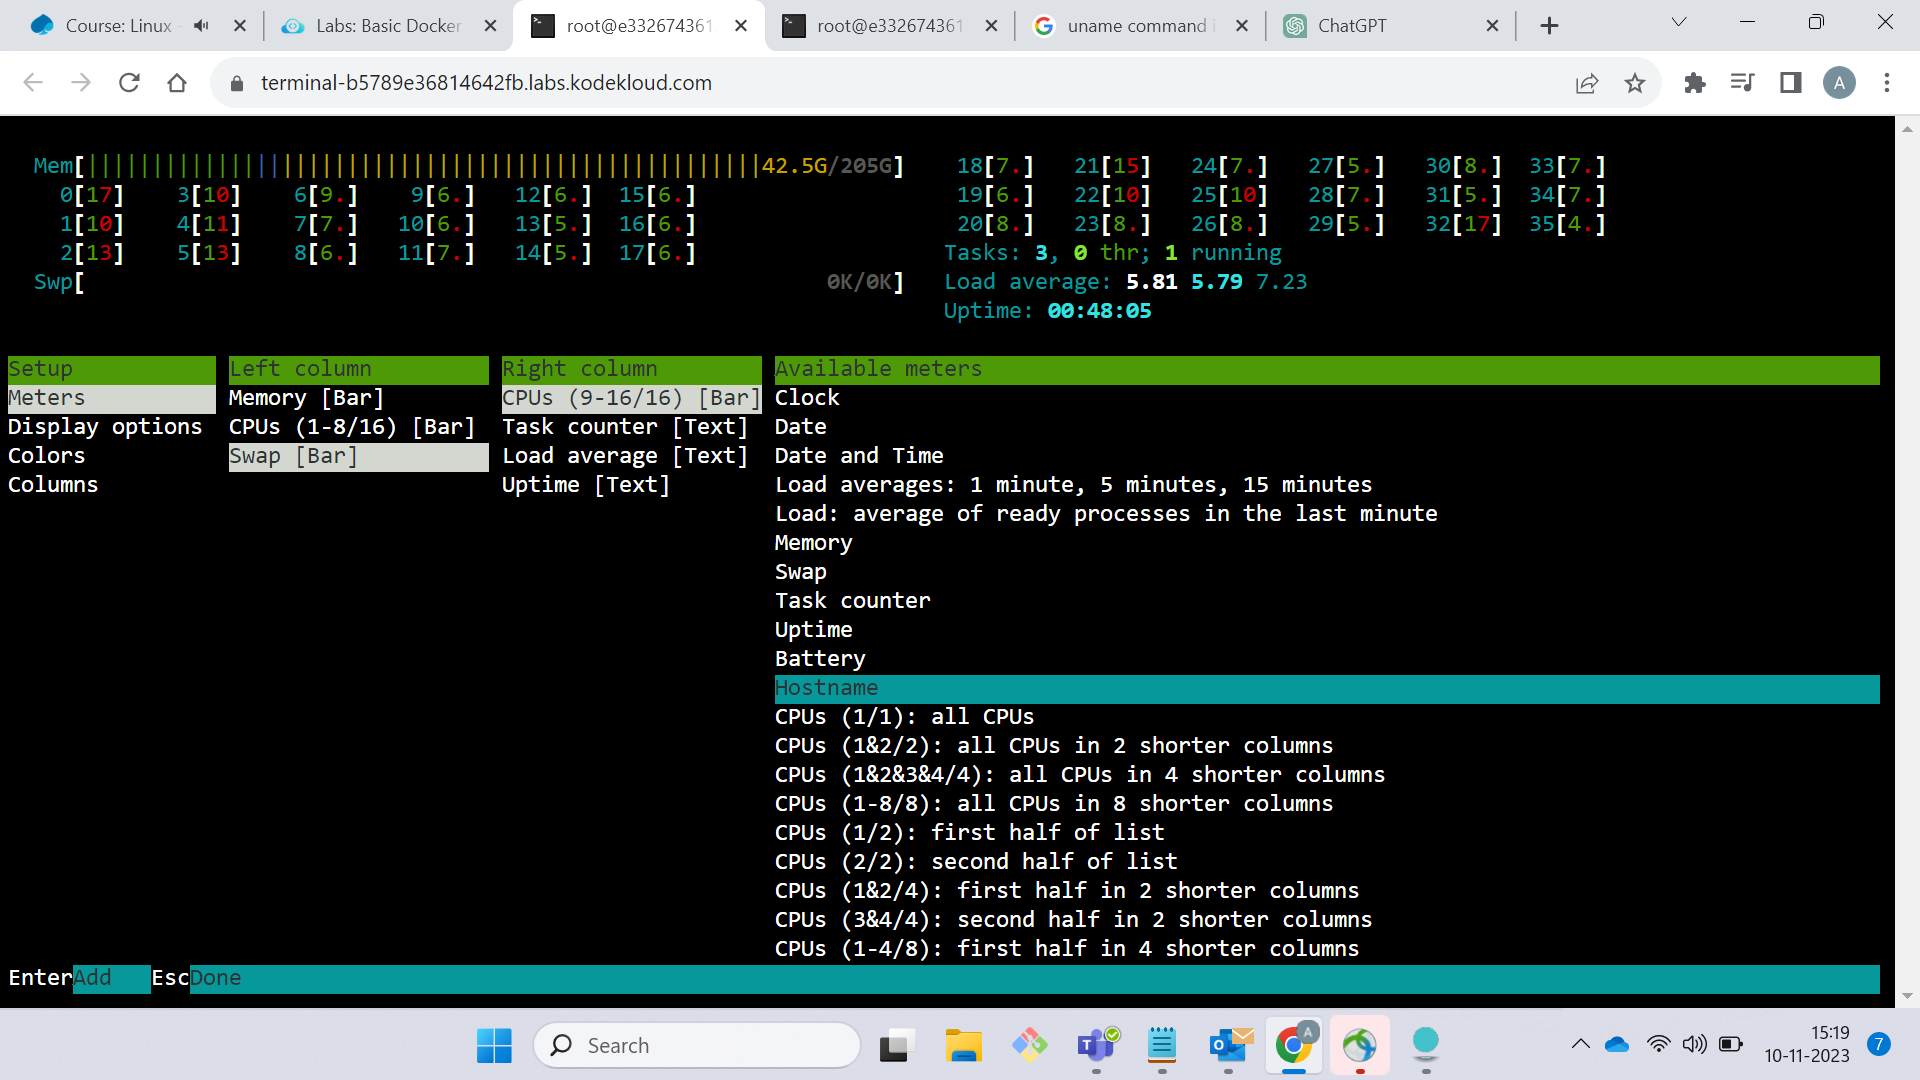 Course: Linux
Labs: Basic Docker
root@e332674361
root@e332674361
uname command i
ChatGPT
terminal-b5789e36814642fb.labs.kodekloud.com
A
Mem[||||||||||||||||||||||||||||||||||||||||||||||||||||42.5G/205G] 18[7.] 21[15] 24[7.] 27[5.] 30[8.] 33[7.]
0[17] 3[10] 6[9.] 9[6.] 12[6.] 15[6.] 19[6.] 22[10] 25[10] 28[7.] 31[5.] 34[7.]
1[10] 4[11] 7[7.] 10[6.] 13[5.] 16[6.] 20[8.] 23[8.] 26[8.] 29[5.] 32[17] 35[4.]
2[13] 5[13] 8[6.] 11[7.] 14[5.] 17[6.] Tasks: 3, 0 thr; 1 running
Swp[ 0K/0K] Load average: 5.81 5.79 7.23
Uptime: 00:48:05
Setup Left column Right column Available meters
Meters Memory [Bar] CPUs (9-16/16) [Bar] Clock
Display options CPUs (1-8/16) [Bar] Task counter [Text] Date
Colors Swap [Bar] Load average [Text] Date and Time
Columns Uptime [Text] Load averages: 1 minute, 5 minutes, 15 minutes
Load: average of ready processes in the last minute
Memory
Swap
Task counter
Uptime
Battery
Hostname
CPUs (1/1): all CPUs
CPUs (1&2/2): all CPUs in 2 shorter columns
CPUs (1&2&3&4/4): all CPUs in 4 shorter columns
CPUs (1-8/8): all CPUs in 8 shorter columns
CPUs (1/2): first half of list
CPUs (2/2): second half of list
CPUs (1&2/4): first half in 2 shorter columns
CPUs (3&4/4): second half in 2 shorter columns
CPUs (1-4/8): first half in 4 shorter columns
EnterAdd EscDone
Search
A
15:19
10-11-2023
7